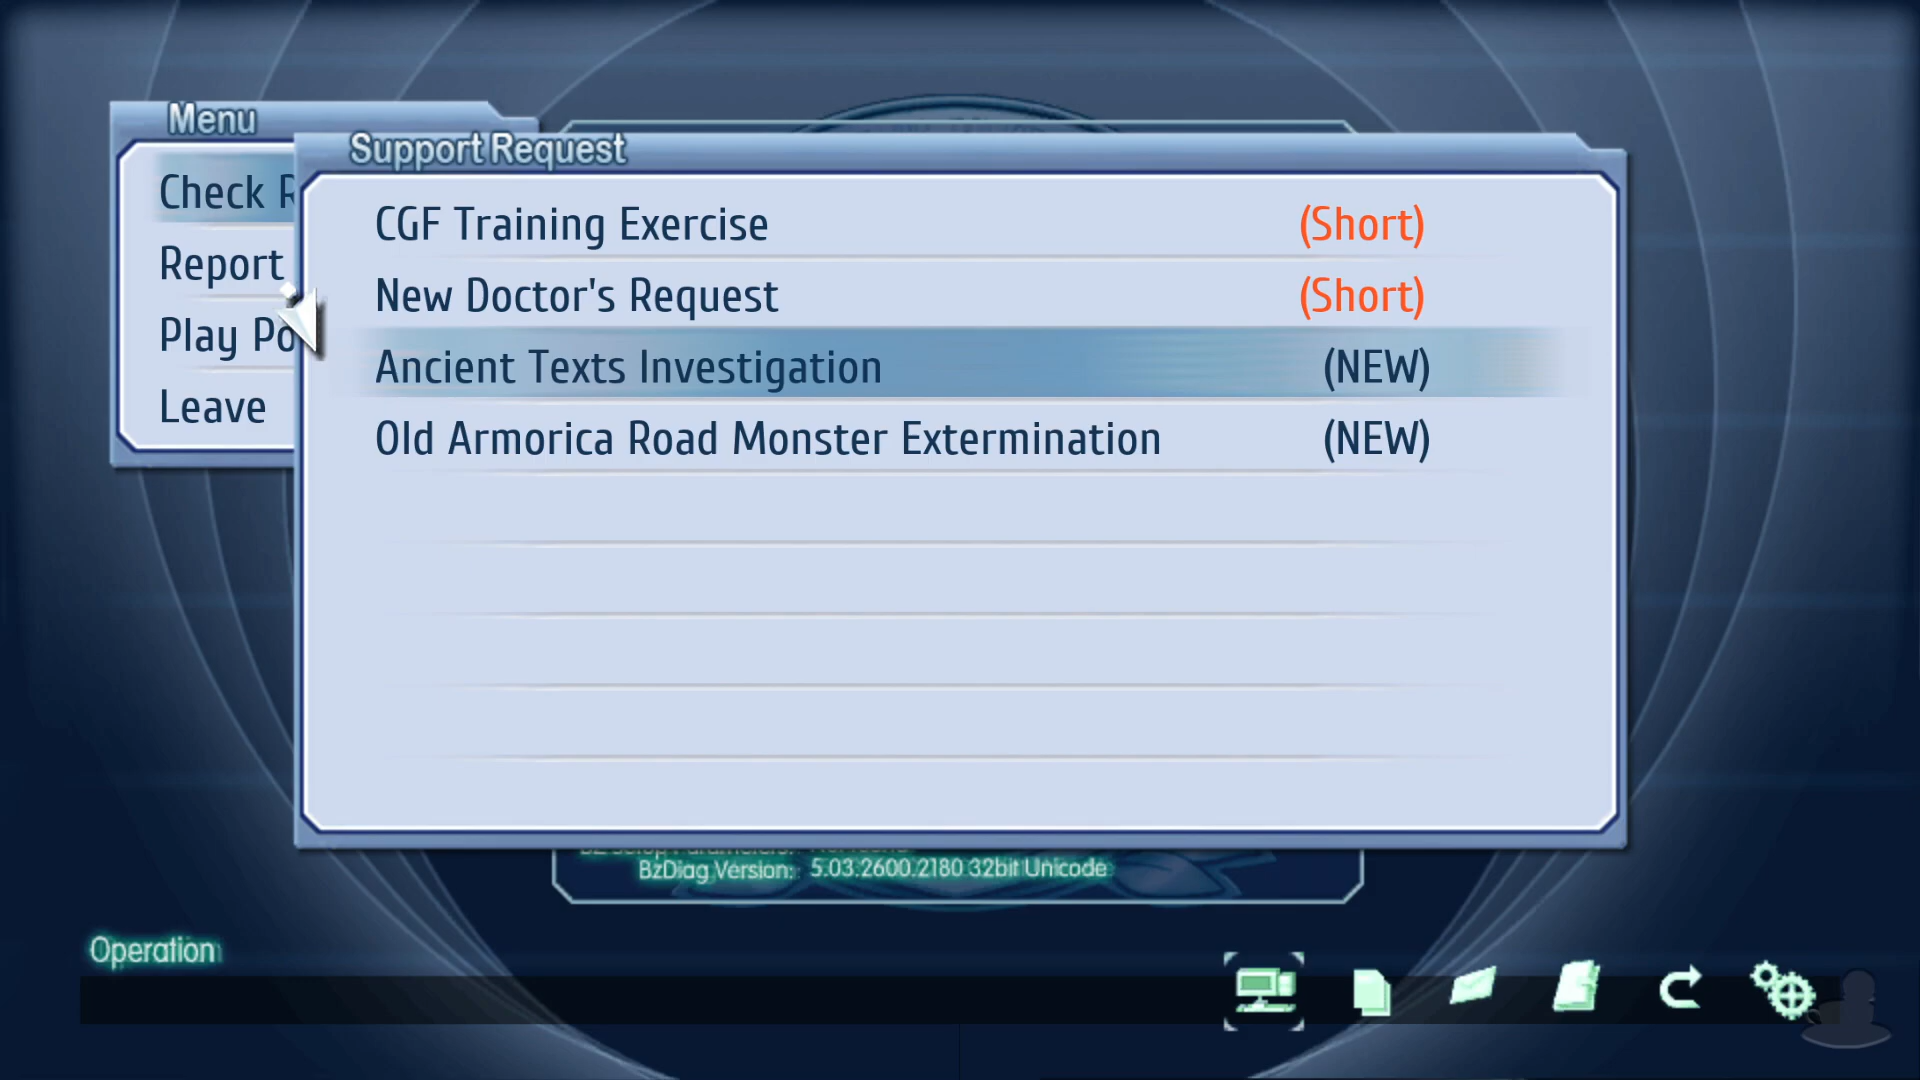 Menu
Check
Report
Play
Leave
Support Request
CGF Training Exercise (Short)
New Doctor's Request (Short)
Ancient Texts Investigation (NEW)
Old Armorica Road Monster Extermination (NEW)
BzDiag Version: 5.03.2600.2180 32bit Unicode
Operation